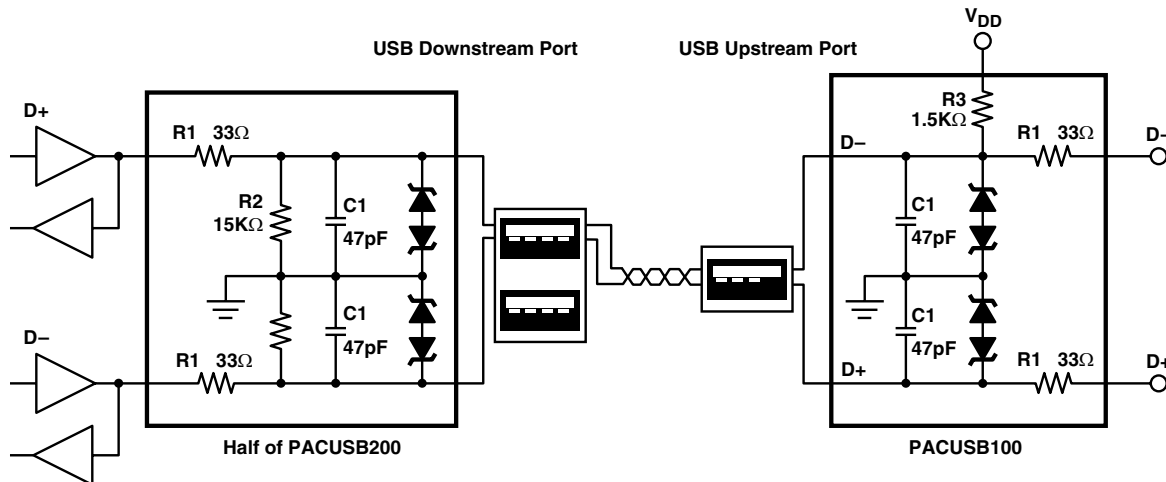 V_DD
USB Downstream Port
USB Upstream Port
D+
R1 33Ω
R2
15KΩ
C1
47pF
C1
47pF
D–
R1 33Ω
Half of PACUSB200
R3
1.5KΩ
D–
R1 33Ω
D–
C1
47pF
C1
47pF
D+
R1 33Ω
D+
PACUSB100